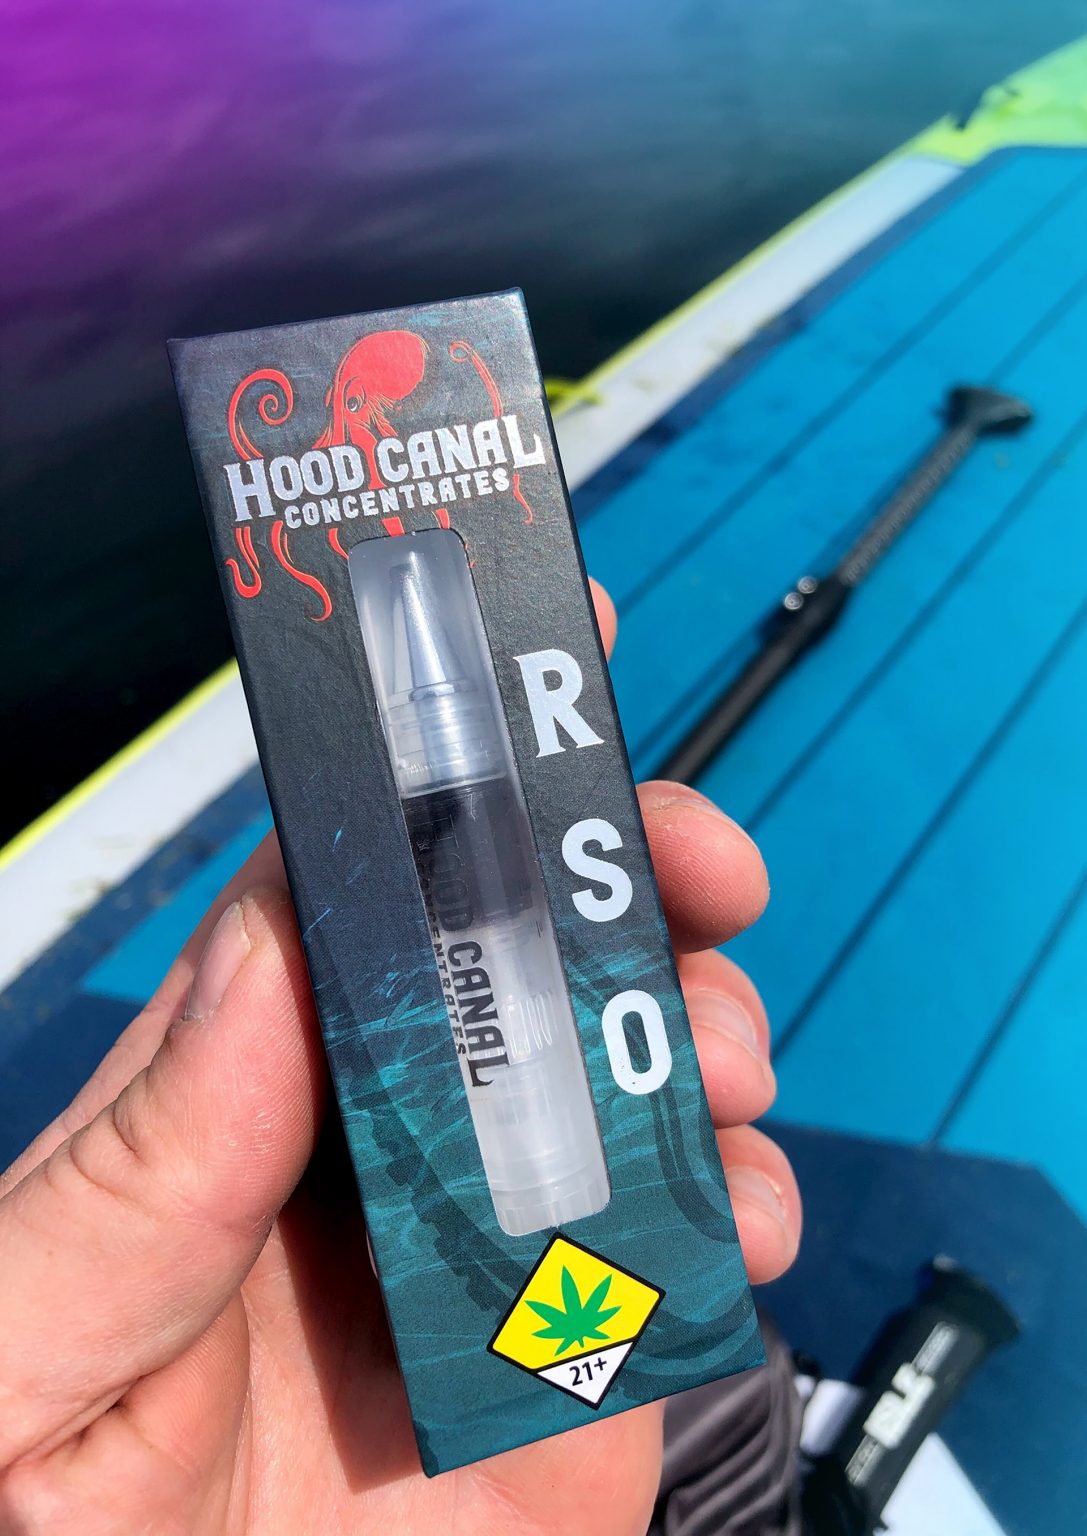 HOOD CANAL
CONCENTRATES
R
S
O
HOOD CANAL
CONCENTRATES
21+